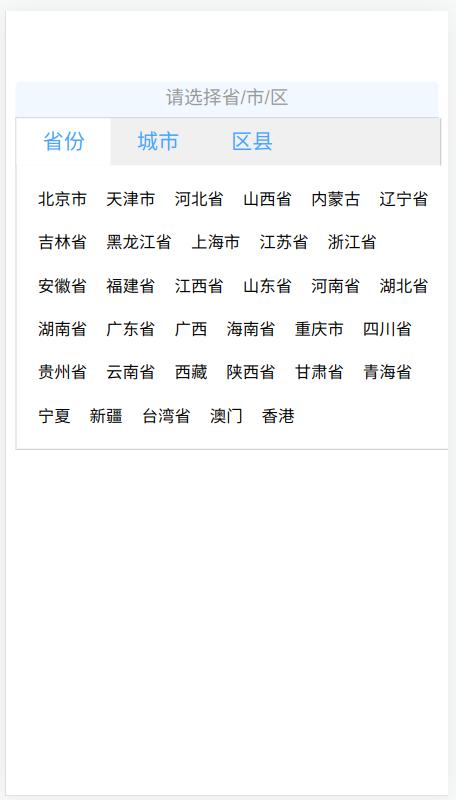 请选择省/市/区
省份 城市 区县
北京市 天津市 河北省 山西省 内蒙古 辽宁省
吉林省 黑龙江省 上海市 江苏省 浙江省
安徽省 福建省 江西省 山东省 河南省 湖北省
湖南省 广东省 广西 海南省 重庆市 四川省
贵州省 云南省 西藏 陕西省 甘肃省 青海省
宁夏 新疆 台湾省 澳门 香港